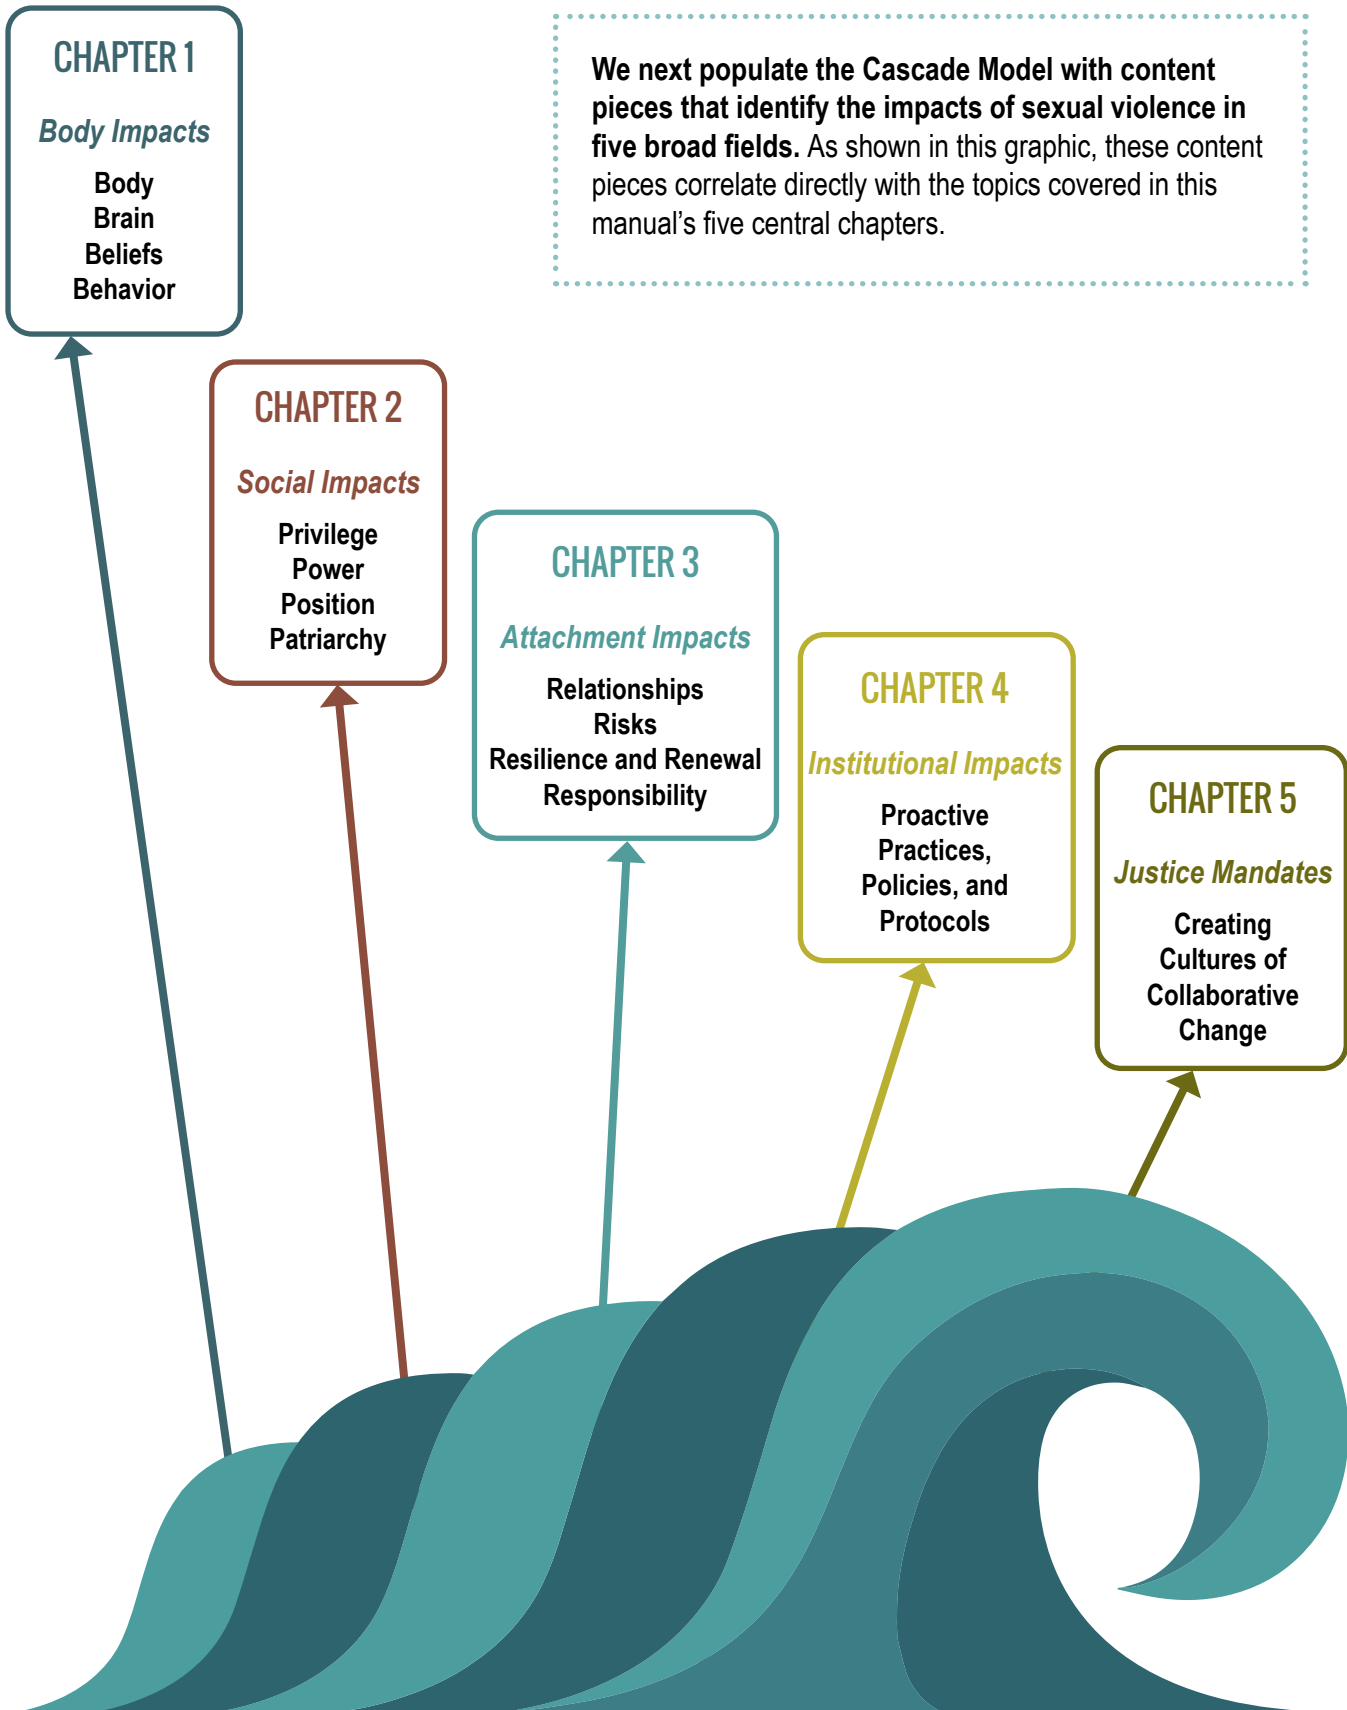 CHAPTER 1
Body Impacts
Body
Brain
Beliefs
Behavior
We next populate the Cascade Model with content
pieces that identify the impacts of sexual violence in
five broad fields. As shown in this graphic, these content
pieces correlate directly with the topics covered in this
manual’s five central chapters.
CHAPTER 2
Social Impacts
Privilege
Power
Position
Patriarchy
CHAPTER 3
Attachment Impacts
Relationships
Risks
Resilience and Renewal
Responsibility
CHAPTER 4
Institutional Impacts
Proactive
Practices,
Policies, and
Protocols
CHAPTER 5
Justice Mandates
Creating
Cultures of
Collaborative
Change